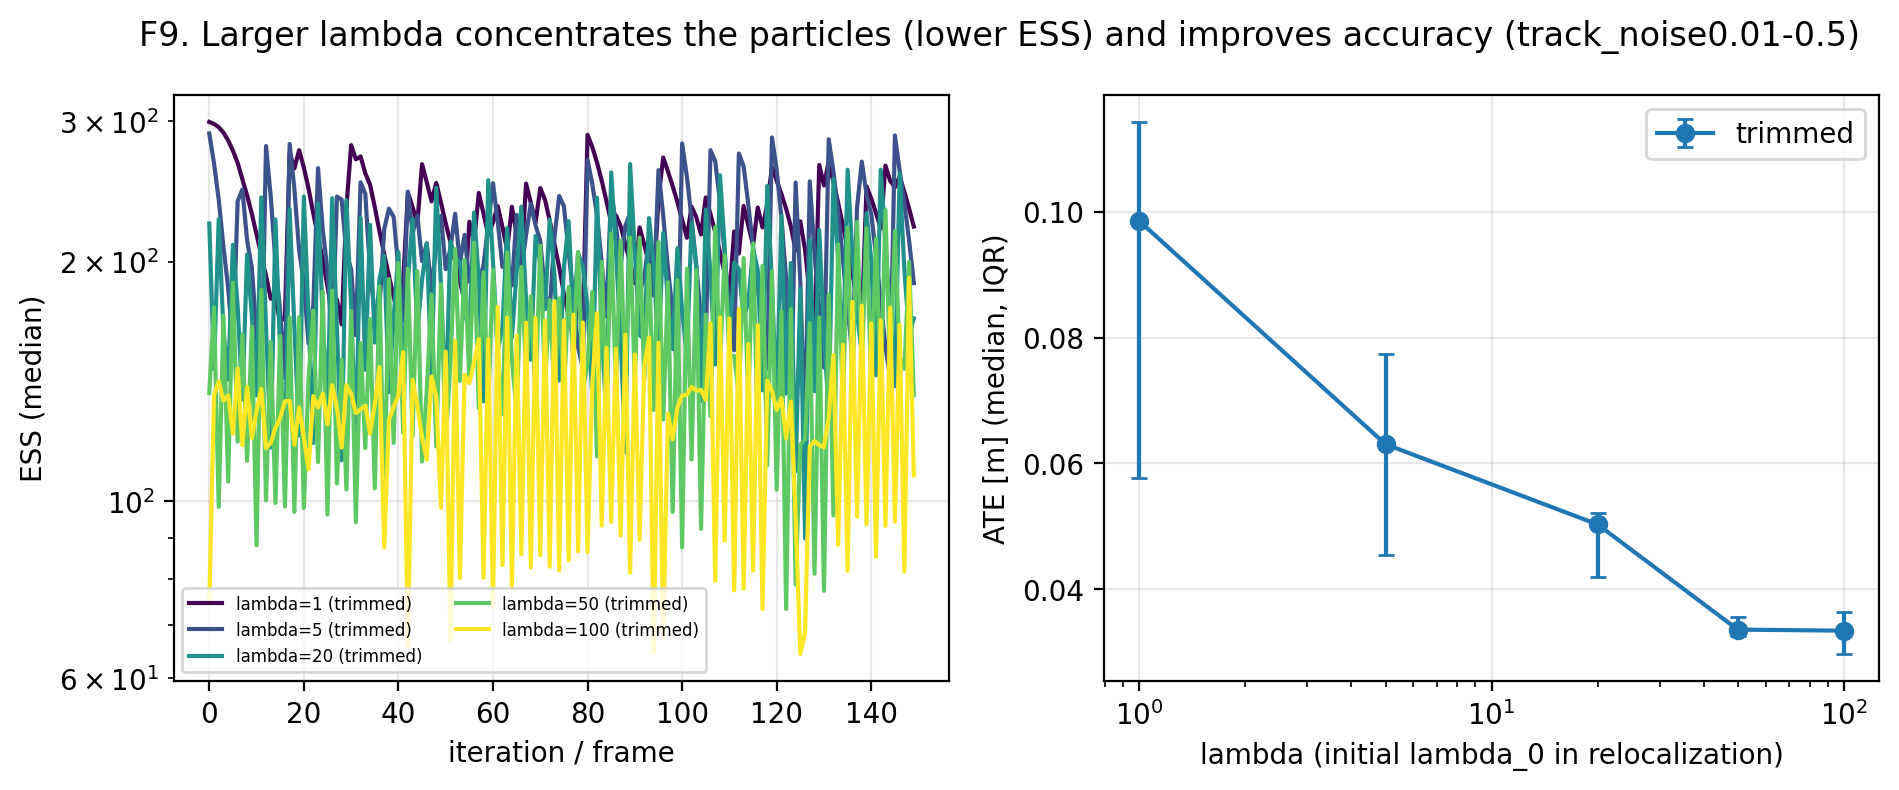 F9. Larger lambda concentrates the particles (lower ESS) and improves accuracy (track_noise0.01-0.5)
ESS (median)
3 × 10²
2 × 10²
10²
6 × 10¹
lambda=1 (trimmed)
lambda=5 (trimmed)
lambda=20 (trimmed)
lambda=50 (trimmed)
lambda=100 (trimmed)
0 20 40 60 80 100 120 140
iteration / frame
ATE [m] (median, IQR)
0.10
0.08
0.06
0.04
trimmed
10⁰ 10¹ 10²
lambda (initial lambda_0 in relocalization)